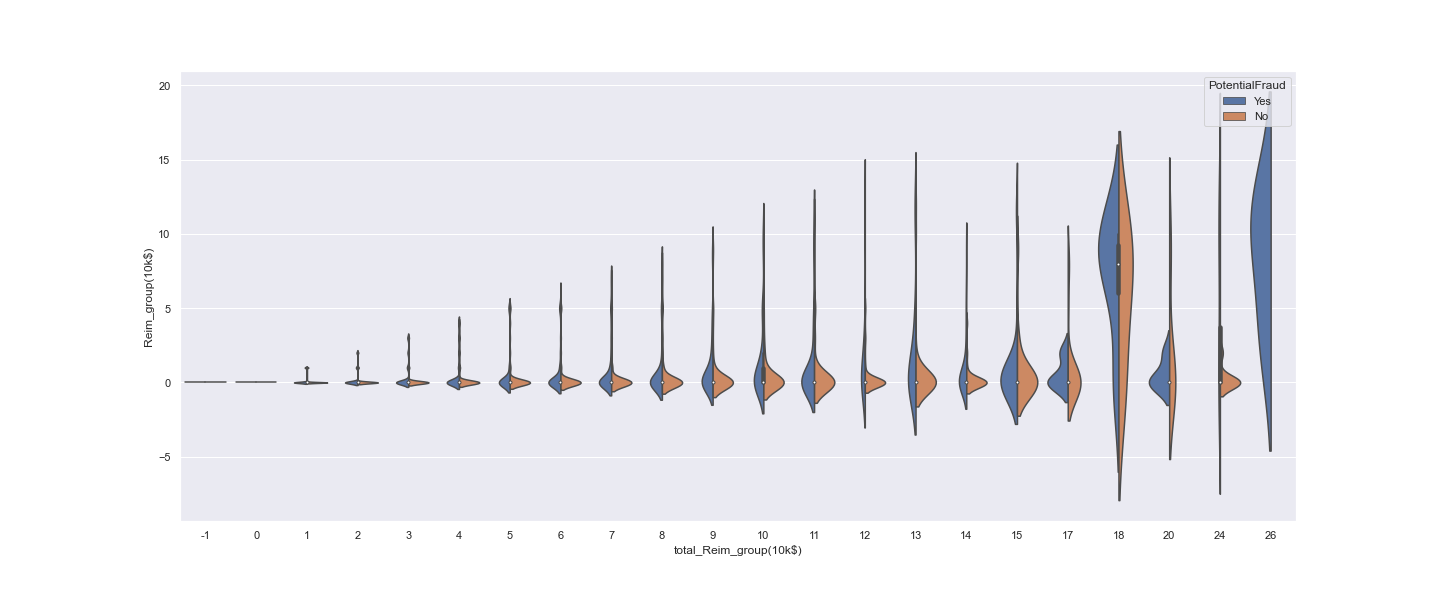 PotentialFraud
Yes
No
20
15
10
5
0
−5
Reim_group(10k$)
-1 0 1 2 3 4 5 6 7 8 9 10 11 12 13 14 15 17 18 20 24 26
total_Reim_group(10k$)